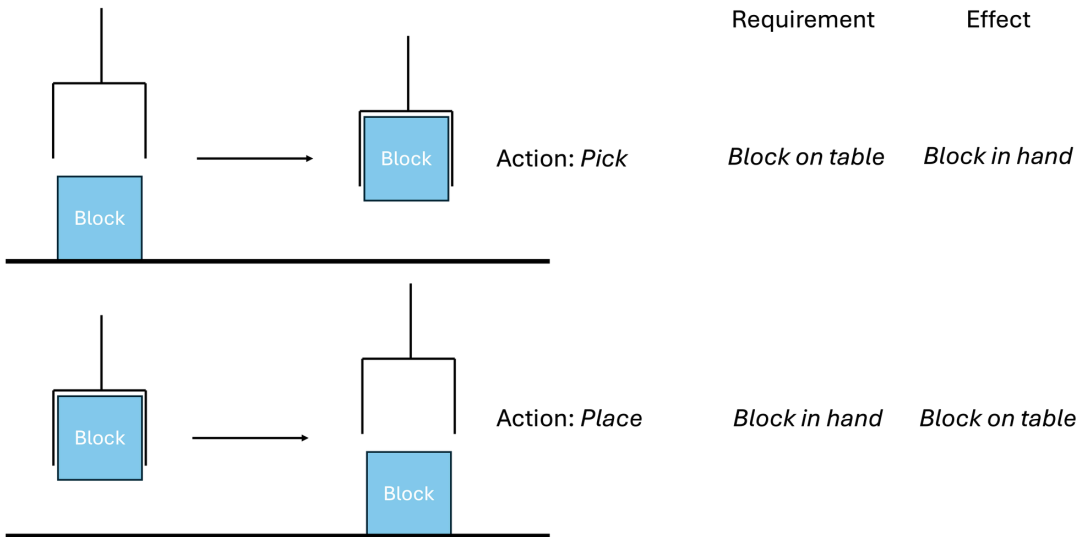 Requirement Effect
Block
Block
Action: Pick Block on table Block in hand
Block
Action: Place Block in hand Block on table
Block